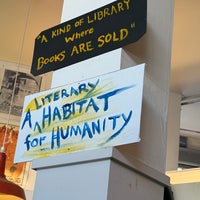 "A KIND OF LIBRARY
Where
BOOKS ARE SOLD"
A LITERARY
^ HABITAT
for HUMANITY